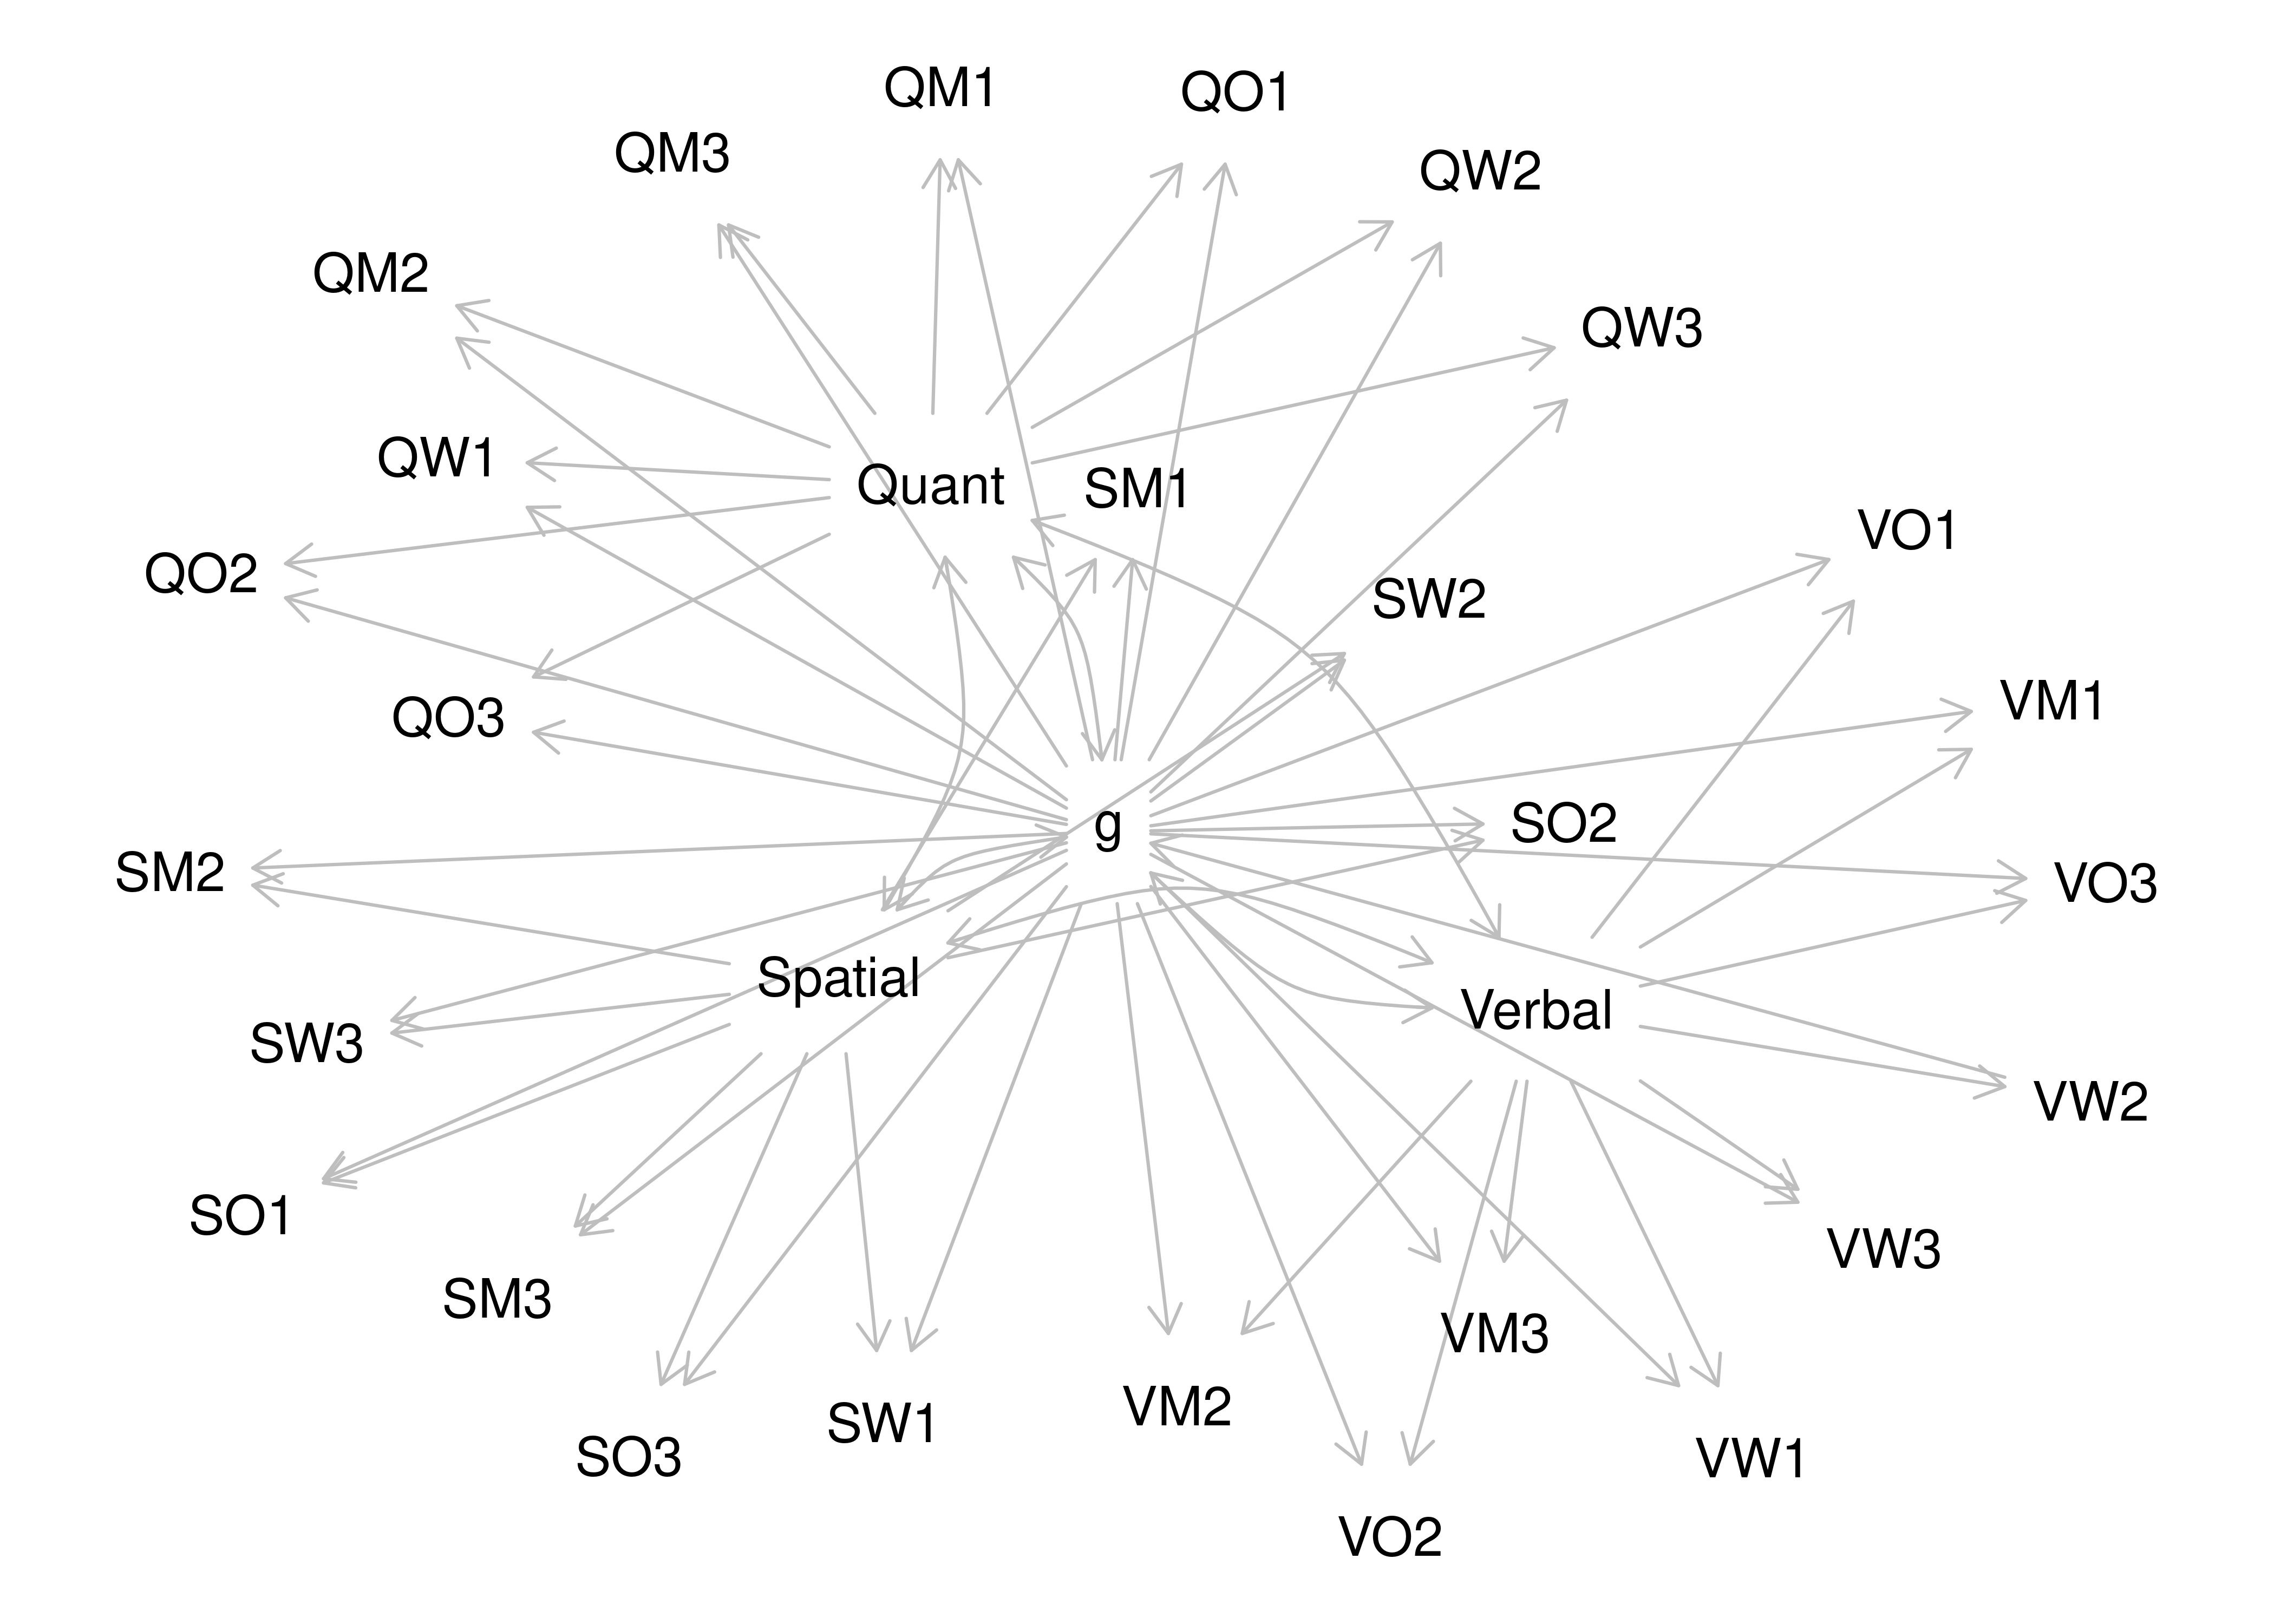 QM1
QO1
QM3
QW2
QM2
QW3
QW1
Quant
SM1
VO1
QO2
SW2
VM1
QO3
g
SO2
SM2
VO3
Spatial
Verbal
SW3
VW2
SO1
VW3
SM3
VM3
VM2
SW1
SO3
VW1
VO2